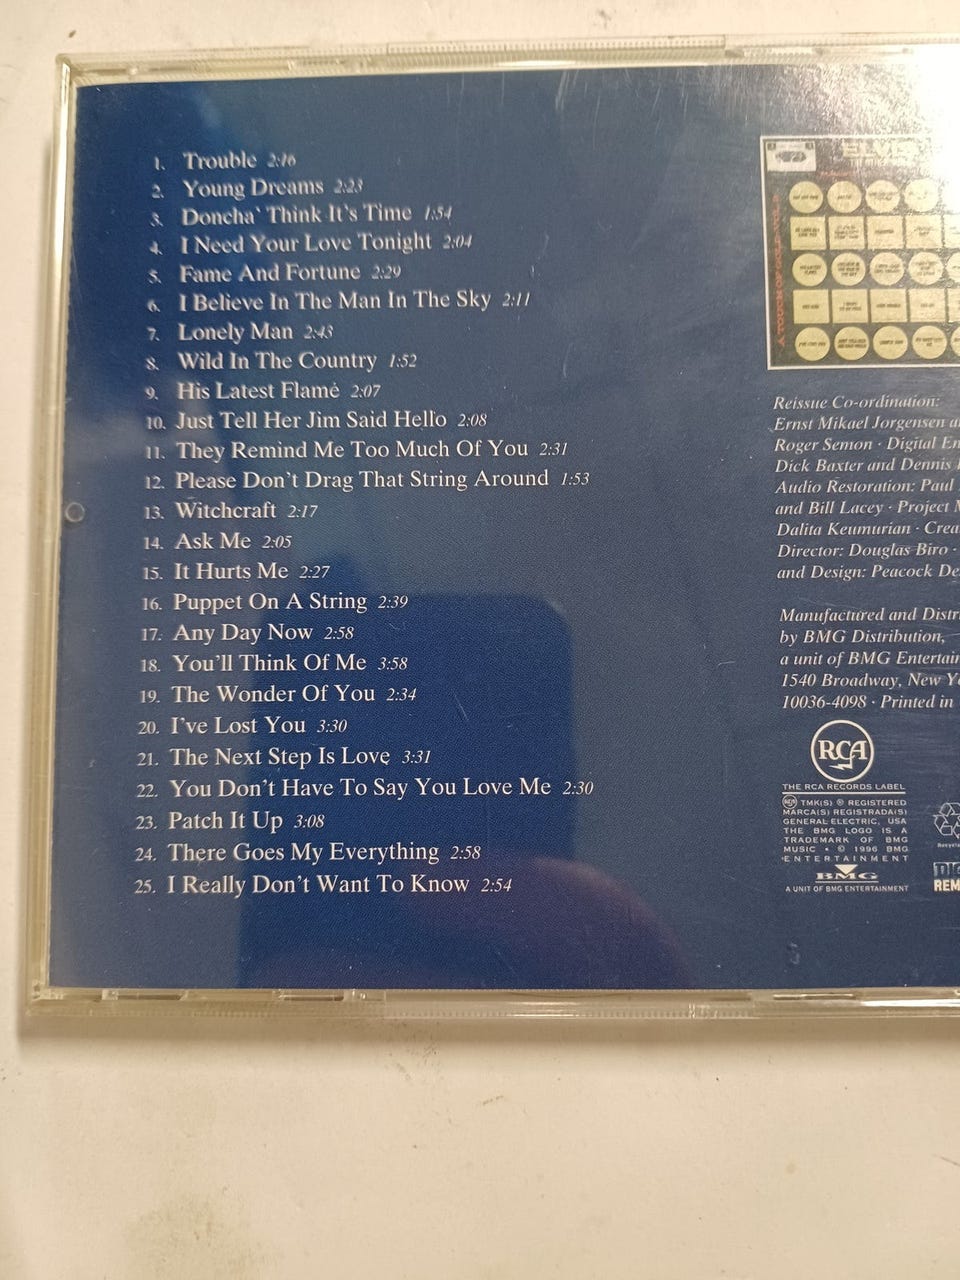 1. Trouble 2:16
2. Young Dreams 2:23
3. Doncha' Think It's Time 1:54
4. I Need Your Love Tonight 2:04
5. Fame And Fortune 2:29
6. I Believe In The Man In The Sky 2:11
7. Lonely Man 2:43
8. Wild In The Country 1:52
9. His Latest Flame 2:07
10. Just Tell Her Jim Said Hello 2:08
11. They Remind Me Too Much Of You 2:31
12. Please Don't Drag That String Around 1:53
13. Witchcraft 2:17
14. Ask Me 2:05
15. It Hurts Me 2:27
16. Puppet On A String 2:39
17. Any Day Now 2:58
18. You'll Think Of Me 3:58
19. The Wonder Of You 2:34
20. I've Lost You 3:30
21. The Next Step Is Love 3:31
22. You Don't Have To Say You Love Me 2:30
23. Patch It Up 3:08
24. There Goes My Everything 2:58
25. I Really Don't Want To Know 2:54
Reissue Co-ordination:
Ernst Mikael Jorgensen
Roger Semon · Digital
Dick Baxter and Dennis
Audio Restoration: Paul
and Bill Lacey · Project
Dalita Keumurian ·
Director: Douglas Biro ·
and Design: Peacock
Manufactured and
by BMG Distribution,
a unit of BMG
1540 Broadway, New
10036-4098 · Printed in
RCA
THE RCA RECORDS LABEL
TMK(S) ® REGISTERED
MARCA(S) REGISTRADA(S)
GENERAL ELECTRIC, USA
THE BMG LOGO IS A
TRADEMARK OF BMG
MUSIC • © 1996 BMG
ENTERTAINMENT
BMG
A UNIT OF BMG ENTERTAINMENT